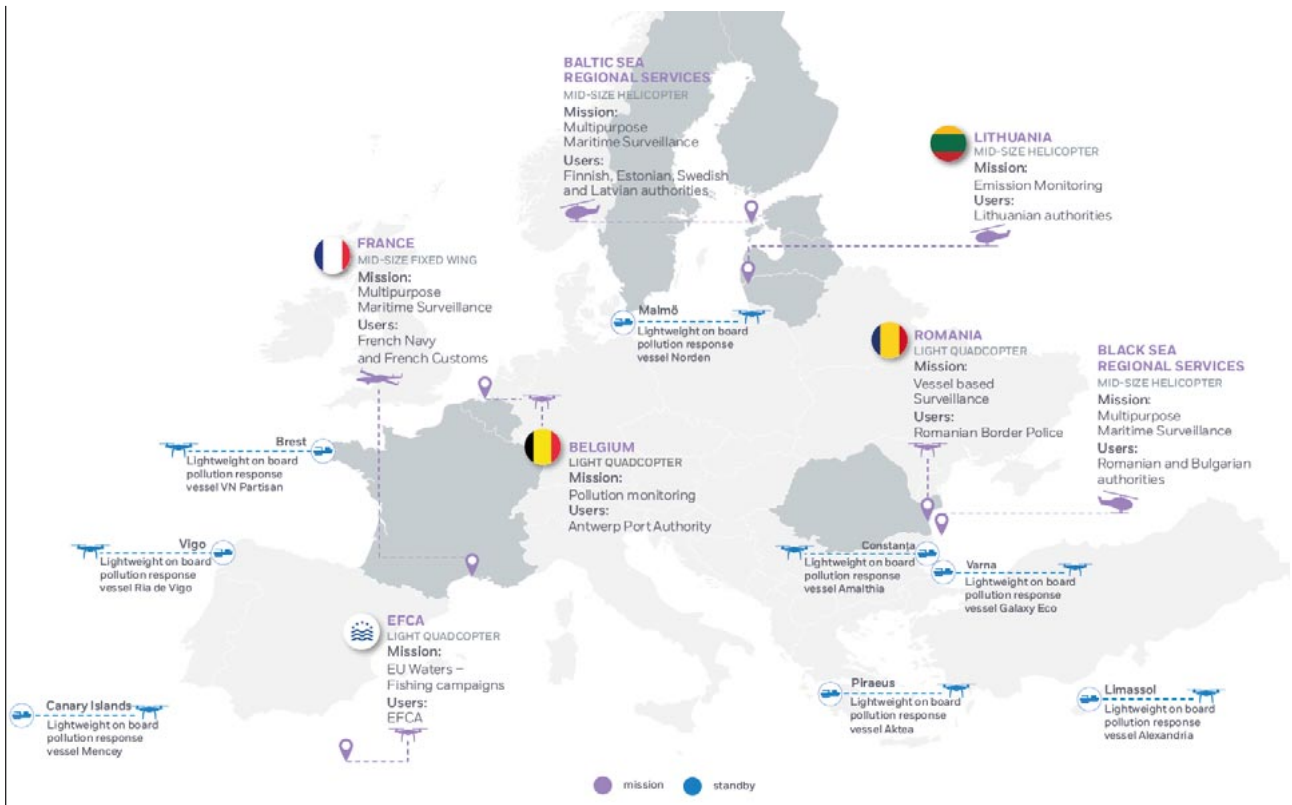 BALTIC SEA
REGIONAL SERVICES
MID-SIZE HELICOPTER
Mission:
Multipurpose
Maritime Surveillance
Users:
Finnish, Estonian, Swedish
and Latvian authorities
LITHUANIA
MID-SIZE HELICOPTER
Mission:
Emission Monitoring
Users:
Lithuanian authorities
FRANCE
MID-SIZE FIXED WING
Mission:
Multipurpose
Maritime Surveillance
Users:
French Navy
and French Customs
Malmö
Lightweight on board
pollution response
vessel Norden
ROMANIA
LIGHT QUADCOPTER
Mission:
Vessel based
Surveillance
Users:
Romanian Border Police
BLACK SEA
REGIONAL SERVICES
MID-SIZE HELICOPTER
Mission:
Multipurpose
Maritime Surveillance
Users:
Romanian and Bulgarian
authorities
Brest
Lightweight on board
pollution response
vessel VN Partisan
BELGIUM
LIGHT QUADCOPTER
Mission:
Pollution monitoring
Users:
Antwerp Port Authority
Vigo
Lightweight on board
pollution response
vessel Ria de Vigo
Constanța
Lightweight on board
pollution response
vessel Amalthia
Varna
Lightweight on board
pollution response
vessel Galaxy Eco
EFCA
LIGHT QUADCOPTER
Mission:
EU Waters –
Fishing campaigns
Users:
EFCA
Canary Islands
Lightweight on board
pollution response
vessel Mencey
Piraeus
Lightweight on board
pollution response
vessel Aktea
Limassol
Lightweight on board
pollution response
vessel Alexandria
mission
standby